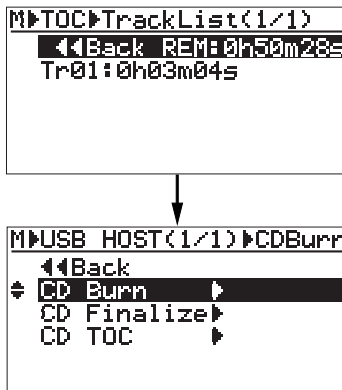 M▶TOC▶TrackList(1/1)
◀◀Back REM:0h50m28s
Tr01:0h03m04s
M▶USB HOST(1/1)▶CDBurn
◀◀Back
CD Burn ▶
CD Finalize▶
CD TOC ▶